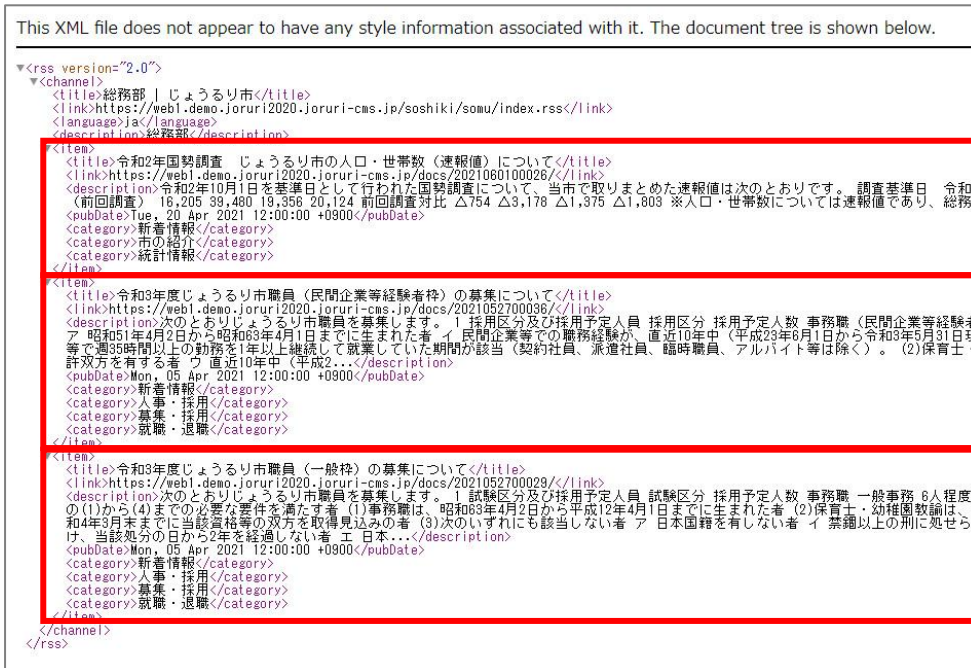 This XML file does not appear to have any style information associated with it. The document tree is shown below.
▼<rss version="2.0">
▼<channel>
<title>総務部 | じょうるり市</title>
<link>https://web1.demo.joruri2020.joruri-cms.jp/soshiki/somu/index.rss</link>
<language>ja</language>
<description>総務部</description>
▼<item>
<title>令和2年国勢調査　じょうるり市の人口・世帯数（速報値）について</title>
<link>https://web1.demo.joruri2020.joruri-cms.jp/docs/2021060100026/</link>
<description>令和2年10月1日を基準日として行われた国勢調査について、当市で取りまとめた速報値は次のとおりです。 調査基準日　令和
（前回調査） 16,205 39,480 19,356 20,124 前回調査対比 △754 △3,178 △1,375 △1,803 ※人口・世帯数については速報値であり、総務
<pubDate>Tue, 20 Apr 2021 12:00:00 +0900</pubDate>
<category>新着情報</category>
<category>市の紹介</category>
<category>統計情報</category>
</item>
▼<item>
<title>令和3年度じょうるり市職員（民間企業等経験者枠）の募集について</title>
<link>https://web1.demo.joruri2020.joruri-cms.jp/docs/2021052700036/</link>
<description>次のとおりじょうるり市職員を募集します。 1 採用区分及び採用予定人員 採用区分 採用予定人数 事務職（民間企業等経験者
ア 昭和51年4月2日から昭和63年4月1日までに生まれた者 イ 民間企業等での職務経験が、直近10年中（平成23年6月1日から令和3年5月31日現
等で週35時間以上の勤務を1年以上継続して就業していた期間が該当（契約社員、派遣社員、臨時職員、アルバイト等は除く）。 (2)保育士・
許双方を有する者 ウ 直近10年中（平成2...</description>
<pubDate>Mon, 05 Apr 2021 12:00:00 +0900</pubDate>
<category>新着情報</category>
<category>人事・採用</category>
<category>募集・採用</category>
<category>就職・退職</category>
</item>
▼<item>
<title>令和3年度じょうるり市職員（一般枠）の募集について</title>
<link>https://web1.demo.joruri2020.joruri-cms.jp/docs/2021052700029/</link>
<description>次のとおりじょうるり市職員を募集します。 1 試験区分及び採用予定人員 試験区分 採用予定人数 事務職 一般事務 6人程度
の(1)から(4)までの必要な要件を満たす者 (1)事務職は、昭和63年4月2日から平成12年4月1日までに生まれた者 (2)保育士・幼稚園教諭は、
和4年3月末までに当該資格等の双方を取得見込みの者 (3)次のいずれにも該当しない者 ア 日本国籍を有しない者 イ 禁錮以上の刑に処せら
け、当該処分の日から2年を経過しない者 エ 日本...</description>
<pubDate>Mon, 05 Apr 2021 12:00:00 +0900</pubDate>
<category>新着情報</category>
<category>人事・採用</category>
<category>募集・採用</category>
<category>就職・退職</category>
</item>
</channel>
</rss>